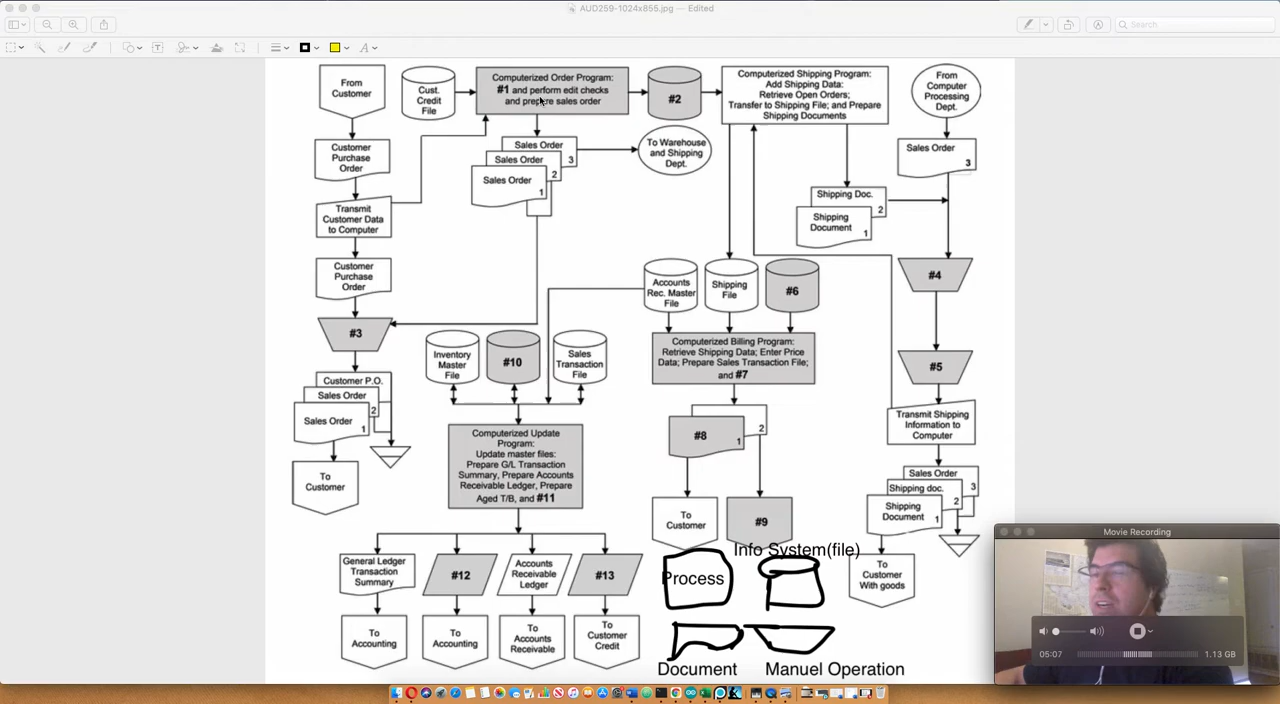 AUD259-1024x855.jpg — Edited
Search
From
Customer
Cust.
Credit
File
Computerized Order Program:
#1 and perform edit checks
and prepare sales order
#2
Computerized Shipping Program:
Add Shipping Data:
Retrieve Open Orders;
Transfer to Shipping File; and Prepare
Shipping Documents
From
Computer
Processing
Dept.
Customer
Purchase
Order
Sales Order
3
Sales Order
2
Sales Order
1
To Warehouse
and Shipping
Dept.
Sales Order
3
Transmit
Customer Data
to Computer
Shipping Doc.
2
Shipping
Document
1
Customer
Purchase
Order
Accounts
Rec. Master
File
Shipping
File
#6
#4
#3
Inventory
Master
File
#10
Sales
Transaction
File
Computerized Billing Program:
Retrieve Shipping Data; Enter Price
Data; Prepare Sales Transaction File;
and #7
#5
Customer P.O.
Sales Order
2
Sales Order
1
#8
1
2
Transmit Shipping
Information to
Computer
Computerized Update
Program:
Update master files:
Prepare G/L Transaction
Summary, Prepare Accounts
Receivable Ledger, Prepare
Aged T/B, and #11
To
Customer
To
Customer
#9
Sales Order
3
Shipping doc.
2
Shipping
Document
1
General Ledger
Transaction
Summary
#12
Accounts
Receivable
Ledger
#13
To
Customer
With goods
To
Accounting
To
Accounting
To
Accounts
Receivable
To
Customer
Credit
Info System(file)
Process
Document
Manuel Operation
Movie Recording
05:07
1.13 GB